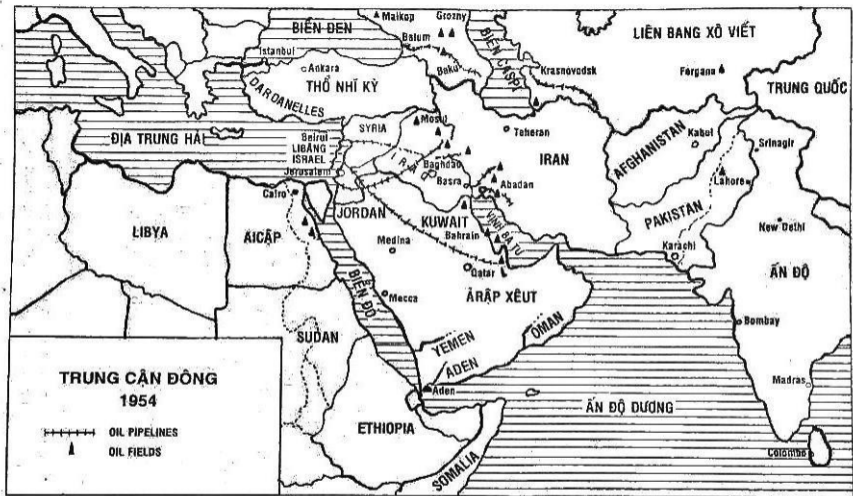 Maikop
Grozny
BIỂN ĐEN
LIÊN BANG XÔ VIẾT
Istanbul
Batum
BIỂN CASPI
Baku
Krasnovodsk
Fergana
Ankara
THỔ NHĨ KỲ
TRUNG QUỐC
DARDANELLES
Mosul
Teheran
Kabul
AFGHANISTAN
Srinagir
SYRIA
ĐỊA TRUNG HẢI
Beirut
LIBĂNG
ISRAEL
Jerusalem
IRA
Baghdad
IRAN
Basra
Abadan
Lahore
Cairo
JORDAN
KUWAIT
VỊNH BA TƯ
PAKISTAN
New Delhi
LIBYA
AICẬP
Medina
Bahrain
Karachi
Qatar
ẤN ĐỘ
BIỂN ĐỎ
Mecca
ẢRẬP XÊUT
Bombay
SUDAN
YEMEN
ADEN
OMAN
TRUNG CẬN ĐÔNG
1954
Madras
Aden
ẤN ĐỘ DƯƠNG
OIL PIPELINES
ETHIOPIA
OIL FIELDS
Colombo
SOMALIA